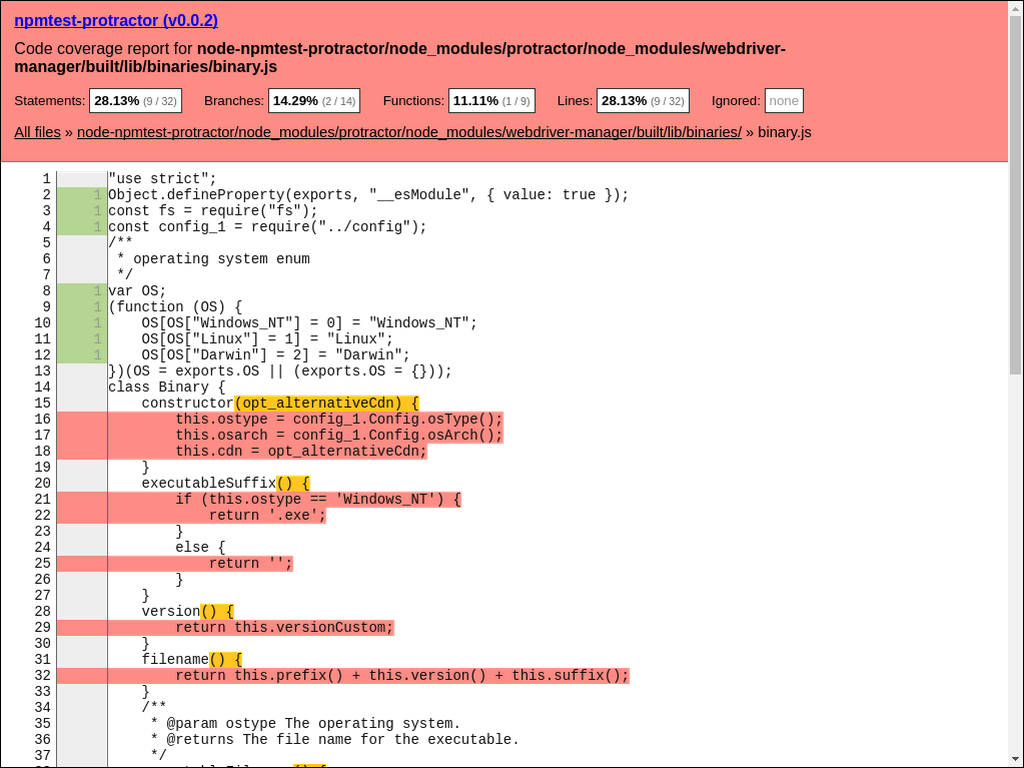 npmtest-protractor (v0.0.2)
Code coverage report for node-npmtest-protractor/node_modules/protractor/node_modules/webdriver-
manager/built/lib/binaries/binary.js
Statements: 28.13% (9 / 32) Branches: 14.29% (2 / 14) Functions: 11.11% (1 / 9) Lines: 28.13% (9 / 32) Ignored: none
All files » node-npmtest-protractor/node_modules/protractor/node_modules/webdriver-manager/built/lib/binaries/ » binary.js
1 "use strict";
2 1 Object.defineProperty(exports, "__esModule", { value: true });
3 1 const fs = require("fs");
4 1 const config_1 = require("../config");
5 /**
6  * operating system enum
7  */
8 1 var OS;
9 1 (function (OS) {
10 1     OS[OS["Windows_NT"] = 0] = "Windows_NT";
11 1     OS[OS["Linux"] = 1] = "Linux";
12 1     OS[OS["Darwin"] = 2] = "Darwin";
13 })(OS = exports.OS || (exports.OS = {}));
14 class Binary {
15     constructor(opt_alternativeCdn) {
16         this.ostype = config_1.Config.osType();
17         this.osarch = config_1.Config.osArch();
18         this.cdn = opt_alternativeCdn;
19     }
20     executableSuffix() {
21         if (this.ostype == 'Windows_NT') {
22             return '.exe';
23         }
24         else {
25             return '';
26         }
27     }
28     version() {
29         return this.versionCustom;
30     }
31     filename() {
32         return this.prefix() + this.version() + this.suffix();
33     }
34     /**
35      * @param ostype The operating system.
36      * @returns The file name for the executable.
37      */